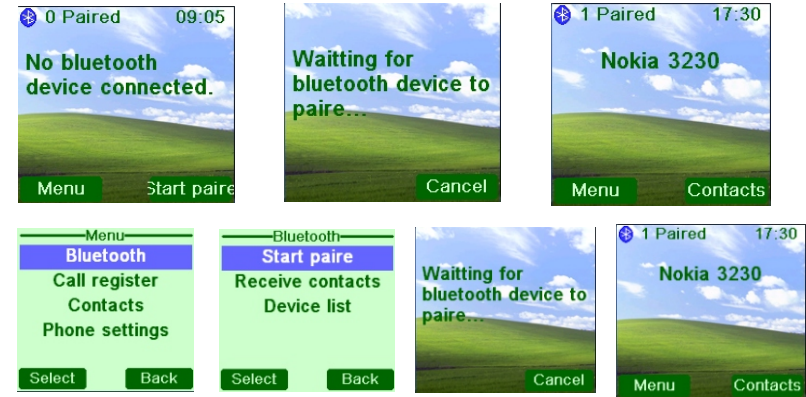 0 Paired 09:05
No bluetooth
device connected.
Menu Start paire
Waitting for
bluetooth device to
paire...
Cancel
1 Paired 17:30
Nokia 3230
Menu Contacts
Menu
Bluetooth
Call register
Contacts
Phone settings
Select Back
Bluetooth
Start paire
Receive contacts
Device list
Select Back
Waitting for
bluetooth device to
paire...
Cancel
1 Paired 17:30
Nokia 3230
Menu Contacts